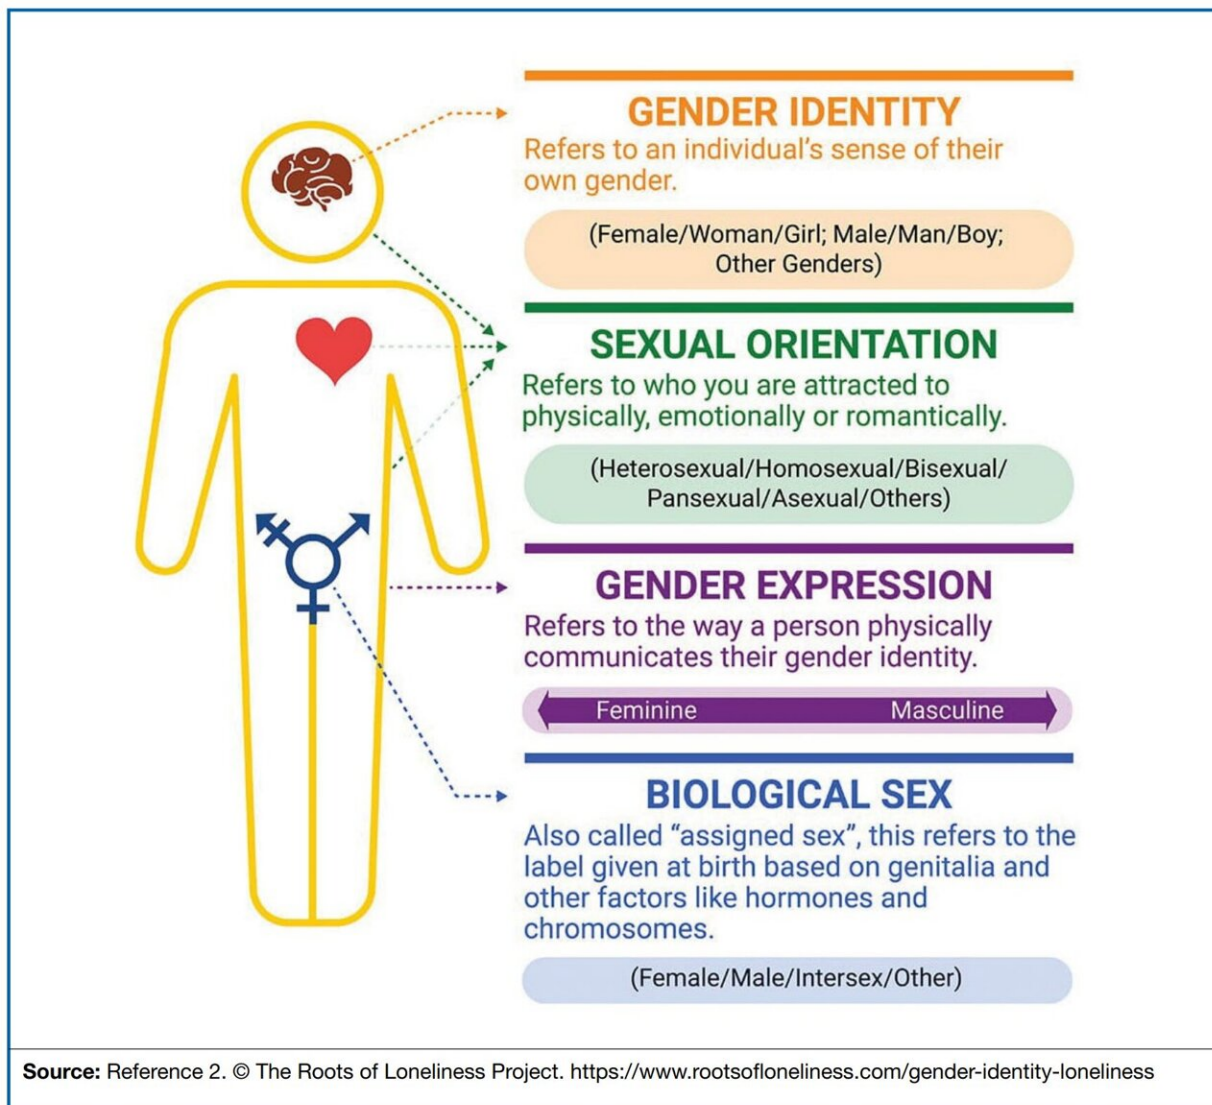 GENDER IDENTITY
Refers to an individual’s sense of their
own gender.
(Female/Woman/Girl; Male/Man/Boy;
Other Genders)
SEXUAL ORIENTATION
Refers to who you are attracted to
physically, emotionally or romantically.
(Heterosexual/Homosexual/Bisexual/
Pansexual/Asexual/Others)
GENDER EXPRESSION
Refers to the way a person physically
communicates their gender identity.
Feminine Masculine
BIOLOGICAL SEX
Also called “assigned sex”, this refers to the
label given at birth based on genitalia and
other factors like hormones and
chromosomes.
(Female/Male/Intersex/Other)
Source: Reference 2. © The Roots of Loneliness Project. https://www.rootsofloneliness.com/gender-identity-loneliness